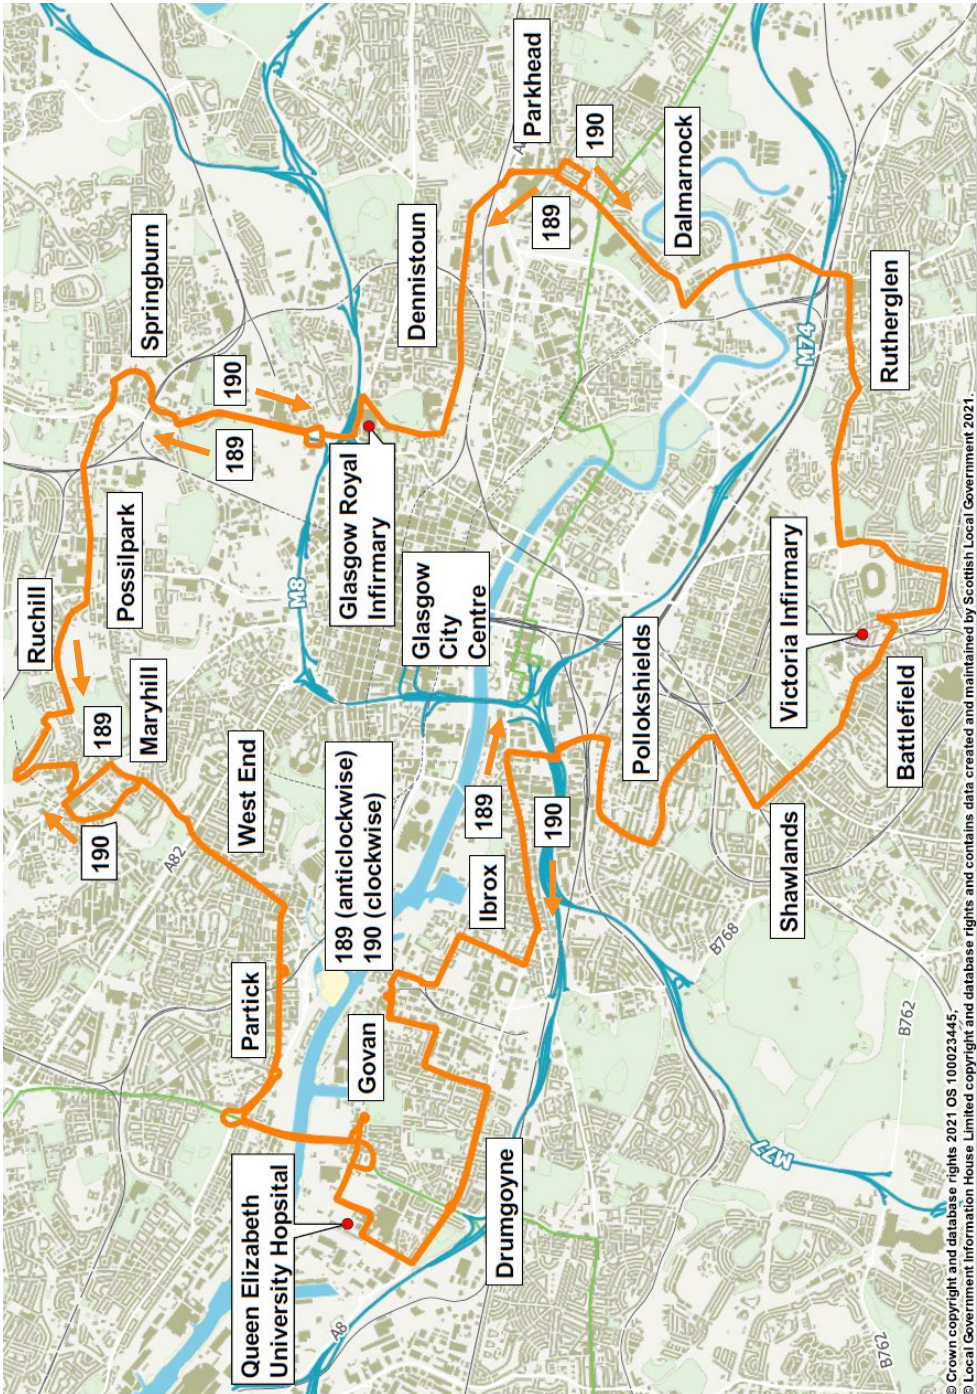 Ruchill
Possilpark
Springburn
Maryhill
189
190
190
189
West End
A82
M8
Partick
Glasgow Royal
Infirmary
Dennistoun
Parkhead
189
190
Dalmarnock
Glasgow
City
Centre
189 (anticlockwise)
190 (clockwise)
Queen Elizabeth
University Hopsital
Govan
Ibrox
189
190
A8
Drumgoyne
Pollokshields
M74
Rutherglen
B768
Shawlands
Victoria Infirmary
Battlefield
M77
B762
B762
© Crown copyright and database rights 2021 OS 100023445,
Local Government Information House Limited copyright and database rights and contains data created and maintained by Scottish Local Government 2021.